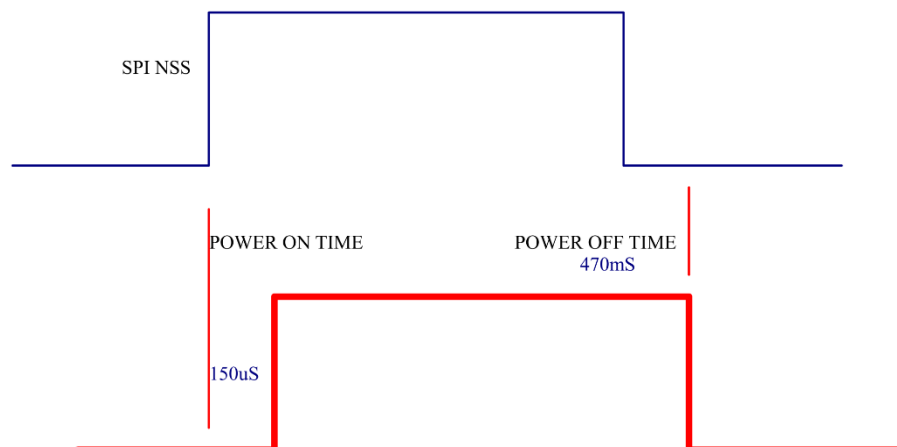 SPI NSS
POWER ON TIME
POWER OFF TIME
470mS
150uS